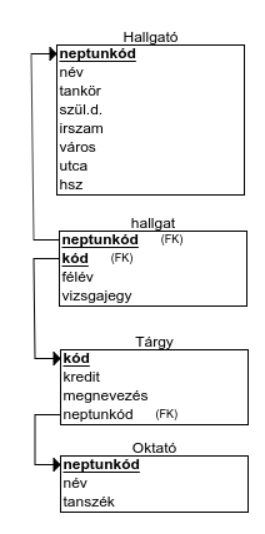 Hallgató
neptunkód
név
tankör
szül.d.
irszam
város
utca
hsz
hallgat
neptunkód (FK)
kód (FK)
félév
vizsgajegy
Tárgy
kód
kredit
megnevezés
neptunkód (FK)
Oktató
neptunkód
név
tanszék